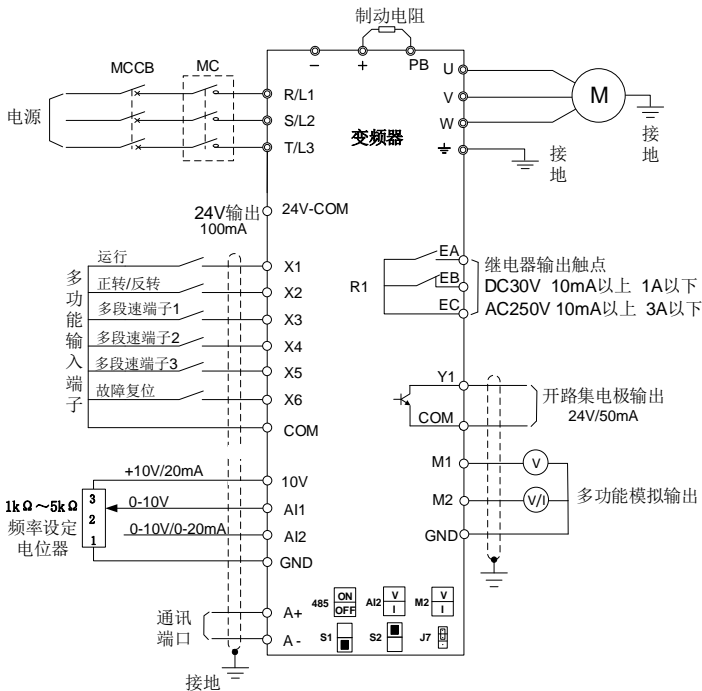 制动电阻
− + PB
MCCB MC
电源
R/L1
S/L2
T/L3
变频器
U
V
W
M
接地
接地
24V输出
100mA
24V-COM
多功能输入端子
运行 X1
正转/反转 X2
多段速端子1 X3
多段速端子2 X4
多段速端子3 X5
故障复位 X6
COM
R1
EA
EB
EC
继电器输出触点
DC30V 10mA以上 1A以下
AC250V 10mA以上 3A以下
Y1
COM
开路集电极输出
24V/50mA
M1 V
M2 V/I
GND
多功能模拟输出
+10V/20mA 10V
0-10V AI1
0-10V/0-20mA AI2
GND
1kΩ～5kΩ
频率设定
电位器
3
2
1
通讯
端口
A+
A-
接地
485 ON OFF
AI2 V I
M2 V I
S1 S2 J7